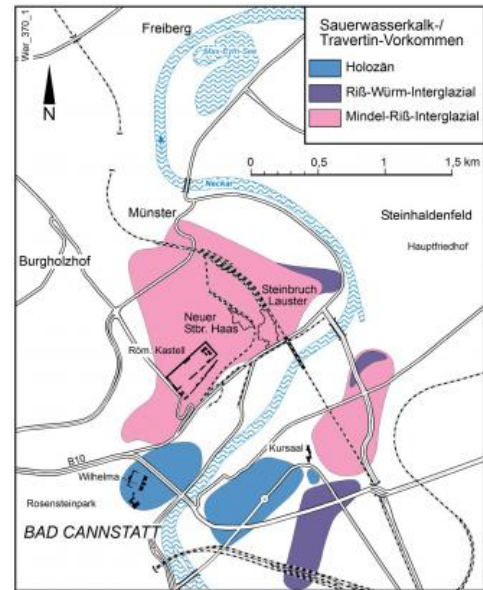 War_370_1
Freiberg
Max-Eyth-See
N
Sauerwasserkalk-/
Travertin-Vorkommen
Holozän
Riß-Würm-Interglazial
Mindel-Riß-Interglazial
0 0,5 1 1,5 km
Neckar
Münster
Steinhaldenfeld
Hauptfriedhof
Burgholzhof
Steinbruch
Lauster
Neuer
Stbr. Haas
Röm. Kastell
B10
Kursaal
Wilhelma
Rosensteinpark
BAD CANNSTATT